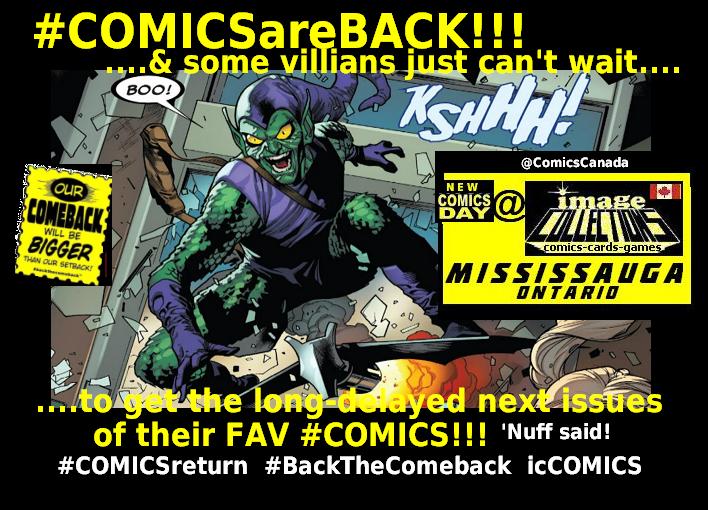 #COMICSareBACK!!!
....& some villians just can't wait....
BOO!
KSHHH!
@ComicsCanada
OUR
COMEBACK
WILL BE
BIGGER
THAN OUR SETBACK!
#backthecomeback
NEW
COMICS
DAY
@
image
COLLECTIONS
comics-cards-games
MISSISSAUGA
ONTARIO
....to get the long-delayed next issues
of their FAV #COMICS!!! 'Nuff said!
#COMICSreturn #BackTheComeback icCOMICS